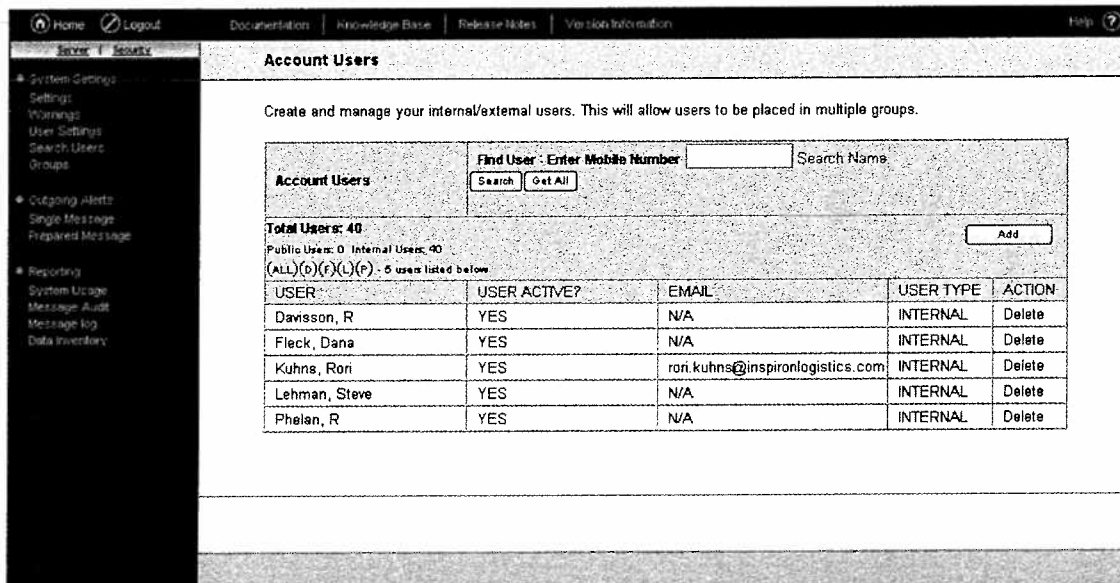 Home Logout Documentation Knowledge Base Release Notes Version Information Help ?
Server | Security
System Settings
Settings
Warnings
User Settings
Search Users
Groups
Outgoing Alerts
Single Message
Prepared Message
Reporting
System Usage
Message Audit
Message log
Data Inventory
Account Users
Create and manage your internal/external users. This will allow users to be placed in multiple groups.
Account Users
Find User : Enter Mobile Number Search Name
Search Get All
Total Users: 40
Public Users: 0 Internal Users: 40
Add
(ALL)(D)(F)(L)(P) - 5 users listed below
USER USER ACTIVE? EMAIL USER TYPE ACTION
Davisson, R YES N/A INTERNAL Delete
Fleck, Dana YES N/A INTERNAL Delete
Kuhns, Rori YES rori.kuhns@inspironlogistics.com INTERNAL Delete
Lehman, Steve YES N/A INTERNAL Delete
Phelan, R YES N/A INTERNAL Delete